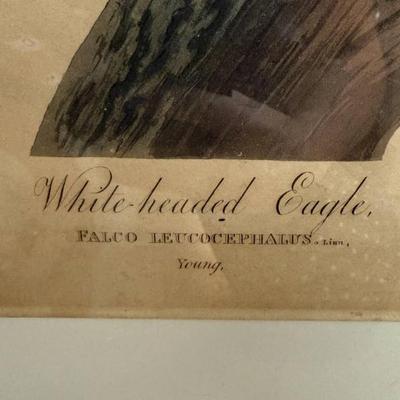 White-headed Eagle,
FALCO LEUCOCEPHALUS. Linn,
Young,